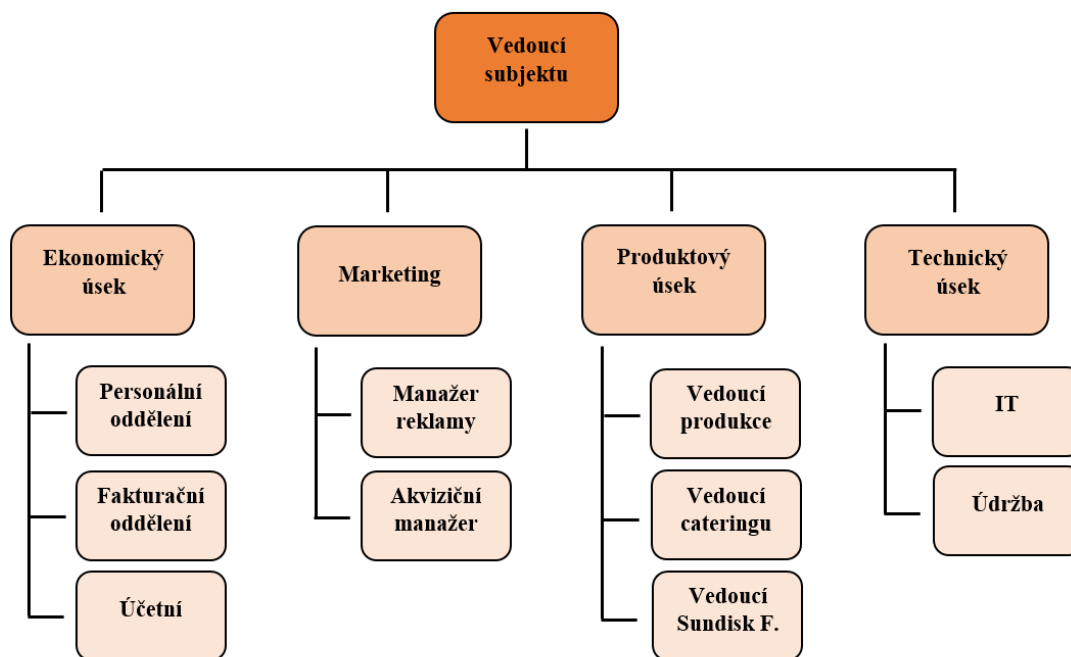 Vedoucí
subjektu
Ekonomický
úsek
Marketing
Produktový
úsek
Technický
úsek
Personální
oddělení
Fakturační
oddělení
Účetní
Manažer
reklamy
Akviziční
manažer
Vedoucí
produkce
Vedoucí
cateringu
Vedoucí
Sundisk F.
IT
Údržba